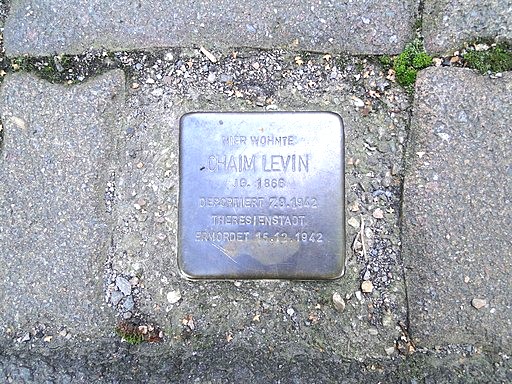 HIER WOHNTE
CHAIM LEVIN
JG. 1868
DEPORTIERT 7.9.1942
THERESIENSTADT
ERMORDET 15.12.1942